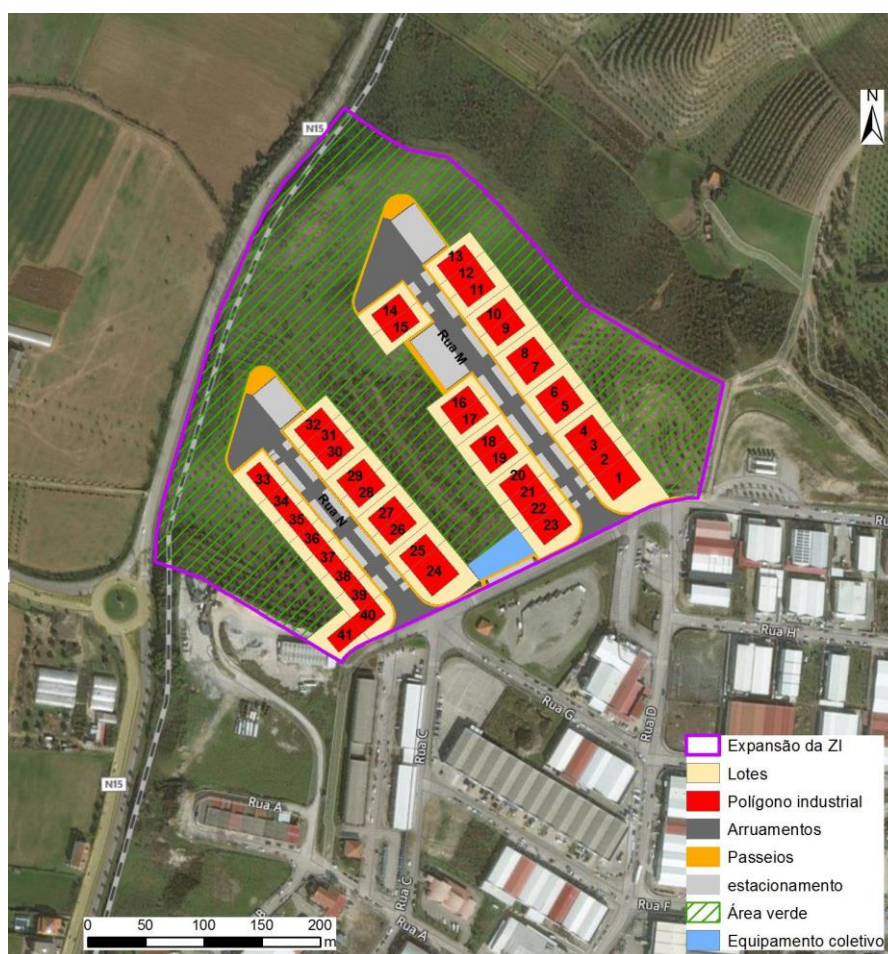 N15
N
13
12
11
14
15
10
9
Rua M
8
7
6
5
16
17
4
3
2
1
18
19
20
21
22
23
32
31
30
33
29
28
34
35
Rua N
27
26
36
37
25
24
38
39
40
41
Ru
Rua H
Rua D
Rua G
Rua C
N15
Rua A
Rua C
Rua F
B
Rua A
Expansão da ZI
Lotes
Polígono industrial
Arruamentos
Passeios
estacionamento
Área verde
Equipamento coletivo
0 50 100 150 200
m